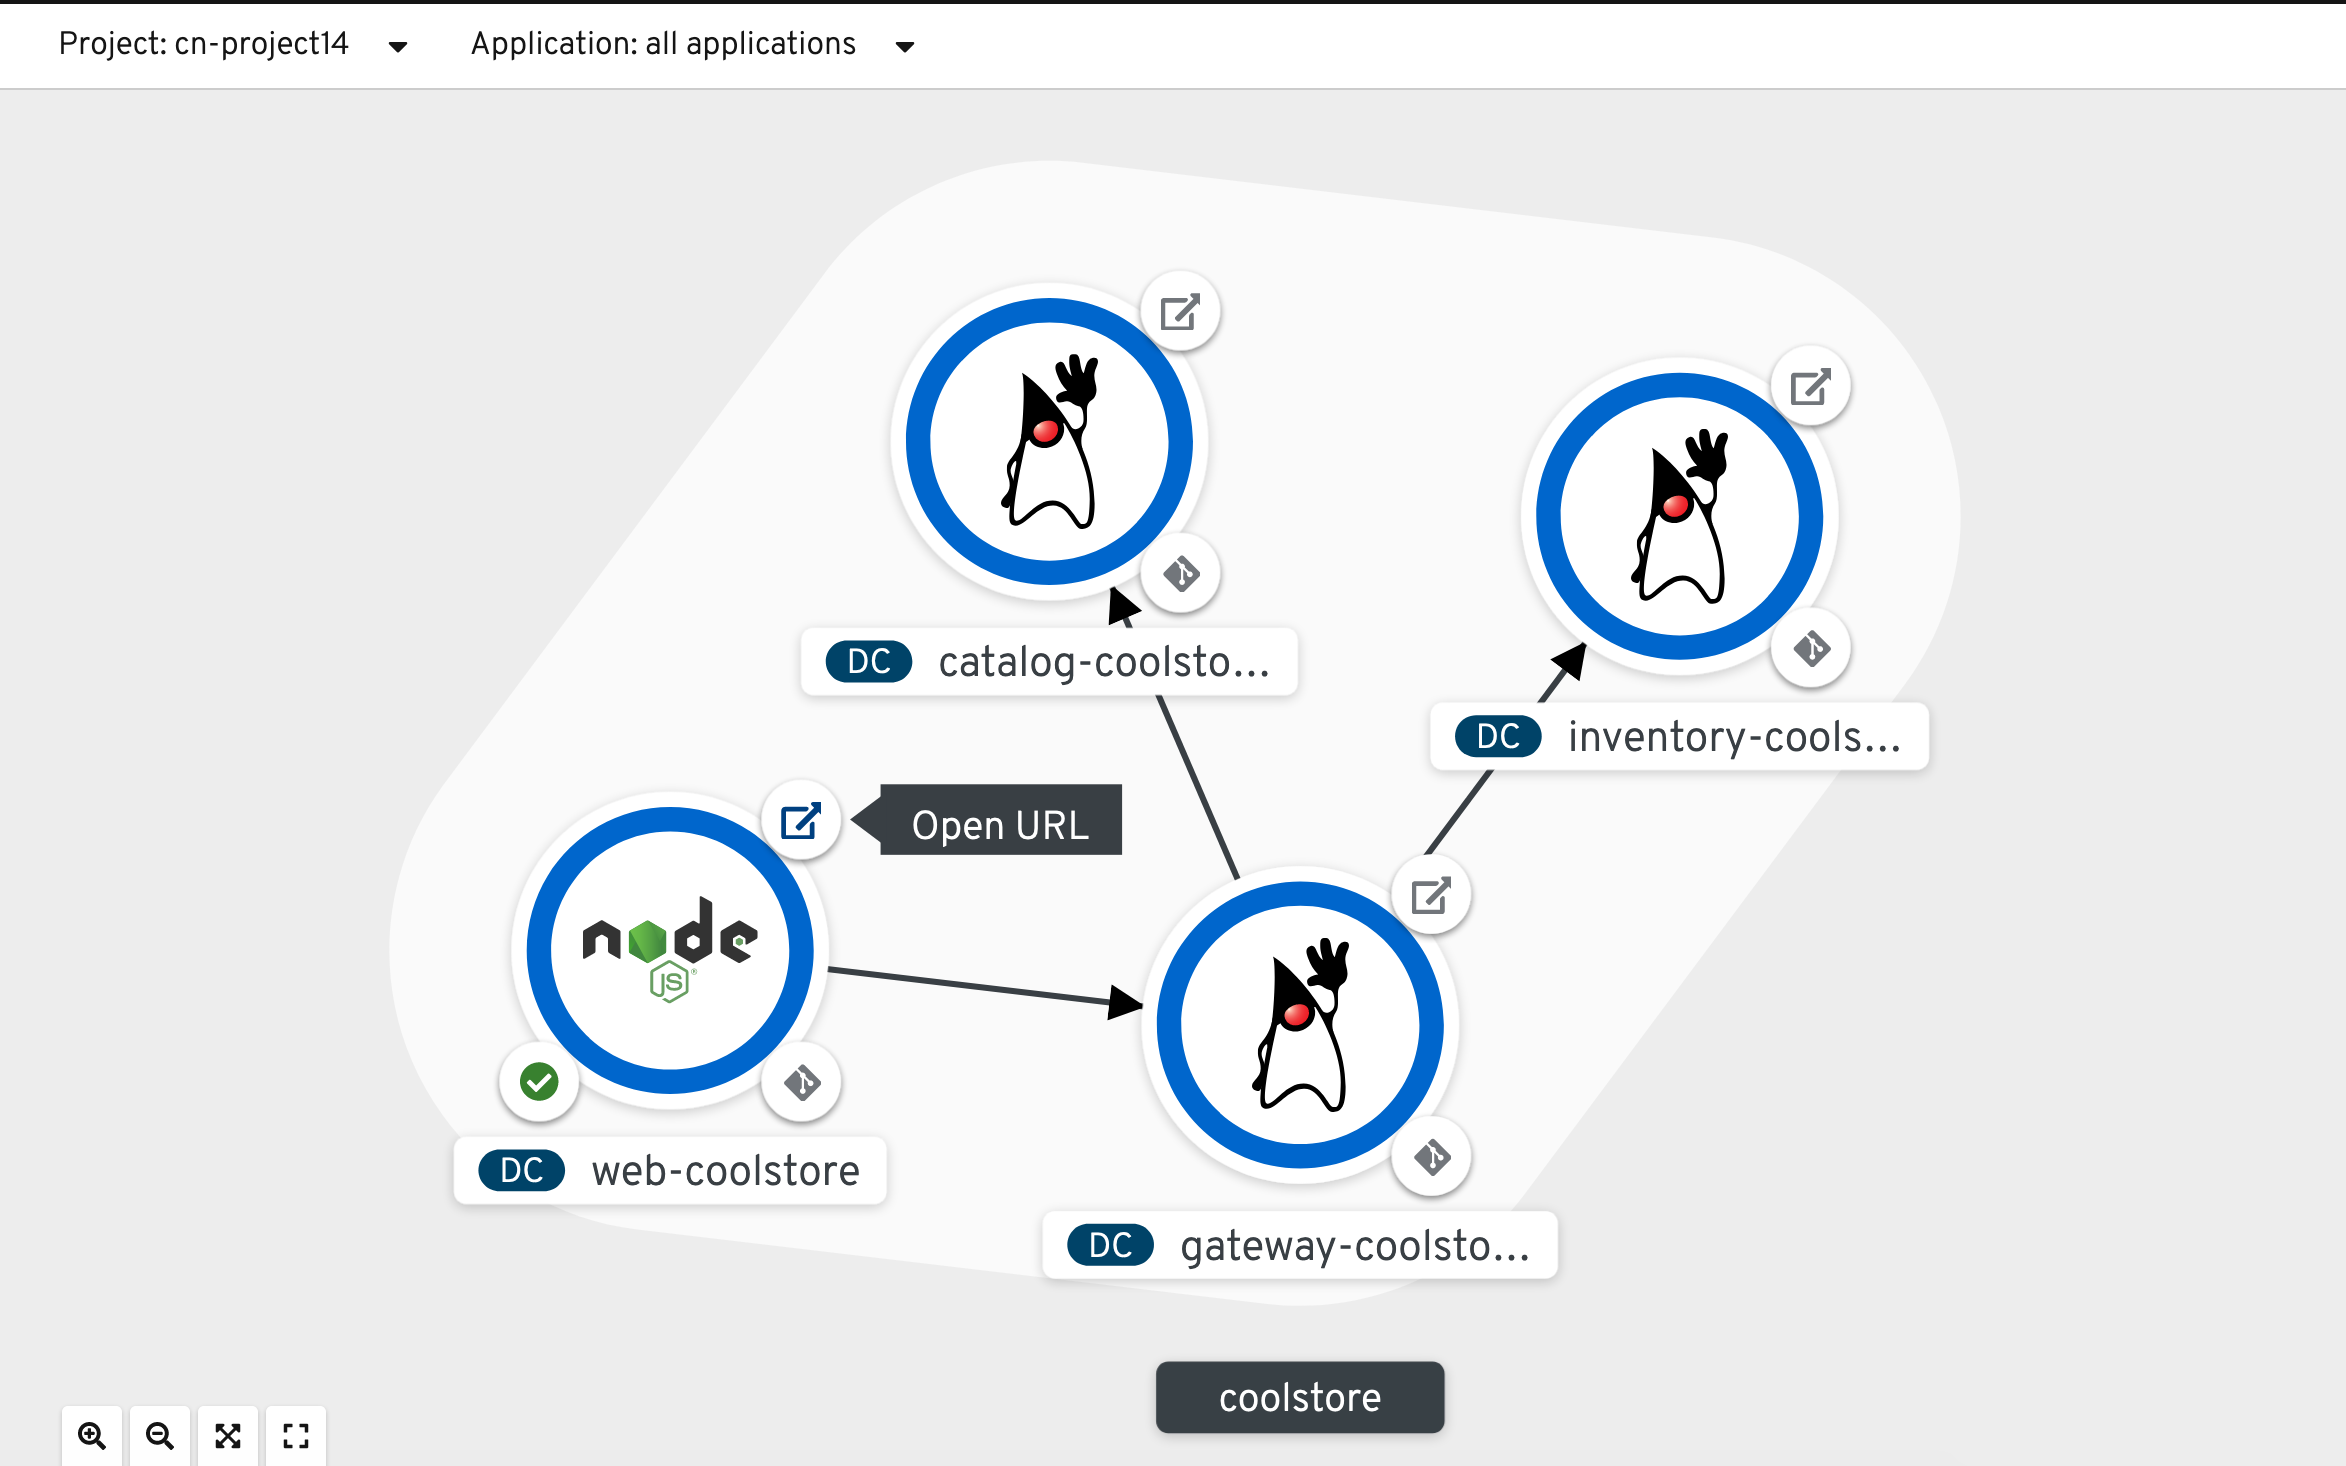 Project: cn-project14
Application: all applications
DC catalog-coolsto...
DC inventory-cools...
Open URL
node
JS
DC web-coolstore
DC gateway-coolsto...
coolstore